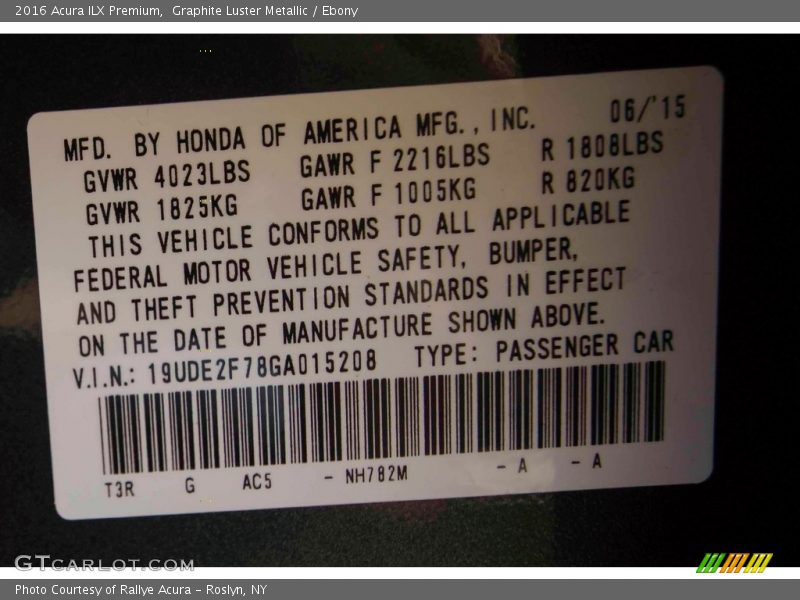 2016 Acura ILX Premium,  Graphite Luster Metallic / Ebony
MFD. BY HONDA OF AMERICA MFG., INC. 06/'15
GVWR 4023LBS GAWR F 2216LBS R 1808LBS
GVWR 1825KG GAWR F 1005KG R 820KG
THIS VEHICLE CONFORMS TO ALL APPLICABLE
FEDERAL MOTOR VEHICLE SAFETY, BUMPER,
AND THEFT PREVENTION STANDARDS IN EFFECT
ON THE DATE OF MANUFACTURE SHOWN ABOVE.
V.I.N.: 19UDE2F78GA015208 TYPE: PASSENGER CAR
T3R G AC5 - NH782M - A - A
GTCARLOT.COM
Photo Courtesy of Rallye Acura - Roslyn, NY